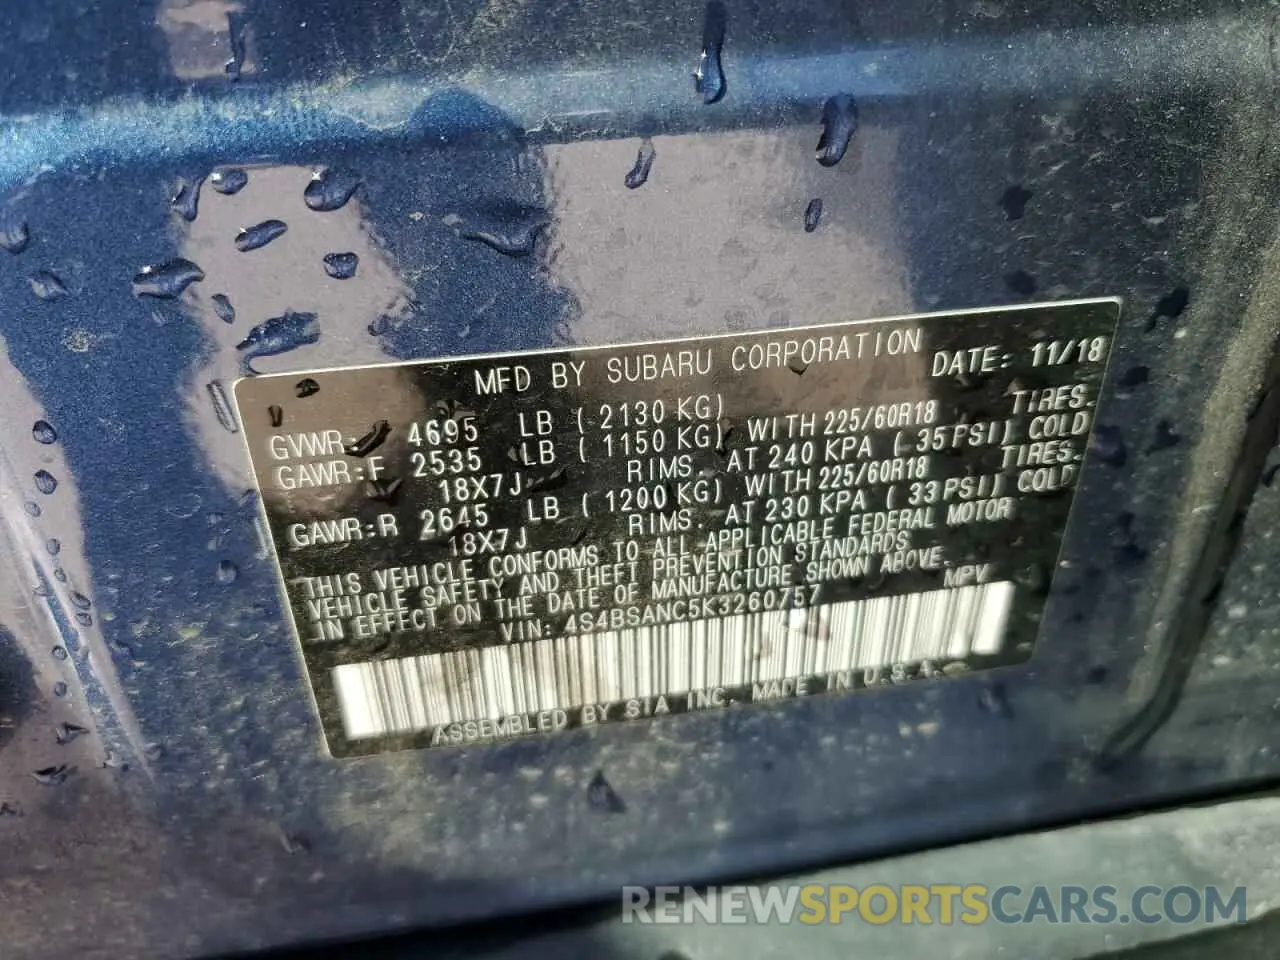 MFD BY SUBARU CORPORATION DATE: 11/18
GVWR: 4695 LB ( 2130 KG)
GAWR:F 2535 LB ( 1150 KG) WITH 225/60R18 TIRES.
18X7J RIMS. AT 240 KPA ( 35PSI) COLD
GAWR:R 2645 LB ( 1200 KG) WITH 225/60R18 TIRES.
18X7J RIMS. AT 230 KPA ( 33PSI) COLD
THIS VEHICLE CONFORMS TO ALL APPLICABLE FEDERAL MOTOR
VEHICLE SAFETY AND THEFT PREVENTION STANDARDS
IN EFFECT ON THE DATE OF MANUFACTURE SHOWN ABOVE.
VIN: 4S4BSANC5K3260757 MPV
ASSEMBLED BY SIA INC. MADE IN U.S.A.
RENEWSPORTSCARS.COM